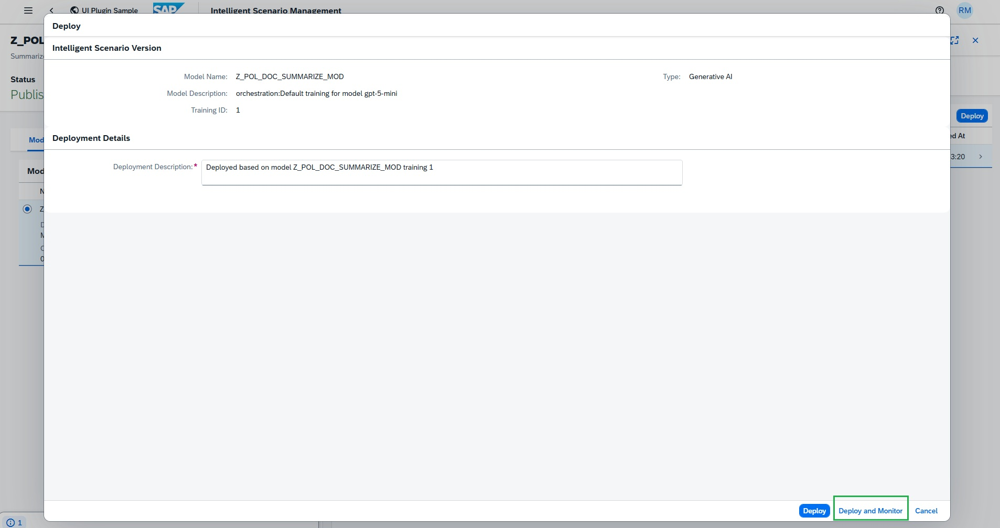 UI Plugin Sample
SAP
Intelligent Scenario Management
RM
Deploy
Z_POL
Intelligent Scenario Version
Summariz
Model Name: Z_POL_DOC_SUMMARIZE_MOD
Type: Generative AI
Status
Model Description: orchestration:Default training for model gpt-5-mini
Publis
Training ID: 1
Deploy
Deployment Details
ed At
Mod
3:20
Deployment Description:* Deployed based on model Z_POL_DOC_SUMMARIZE_MOD training 1
Mod
N
Z
D
M
C
0
Deploy
Deploy and Monitor
Cancel
1